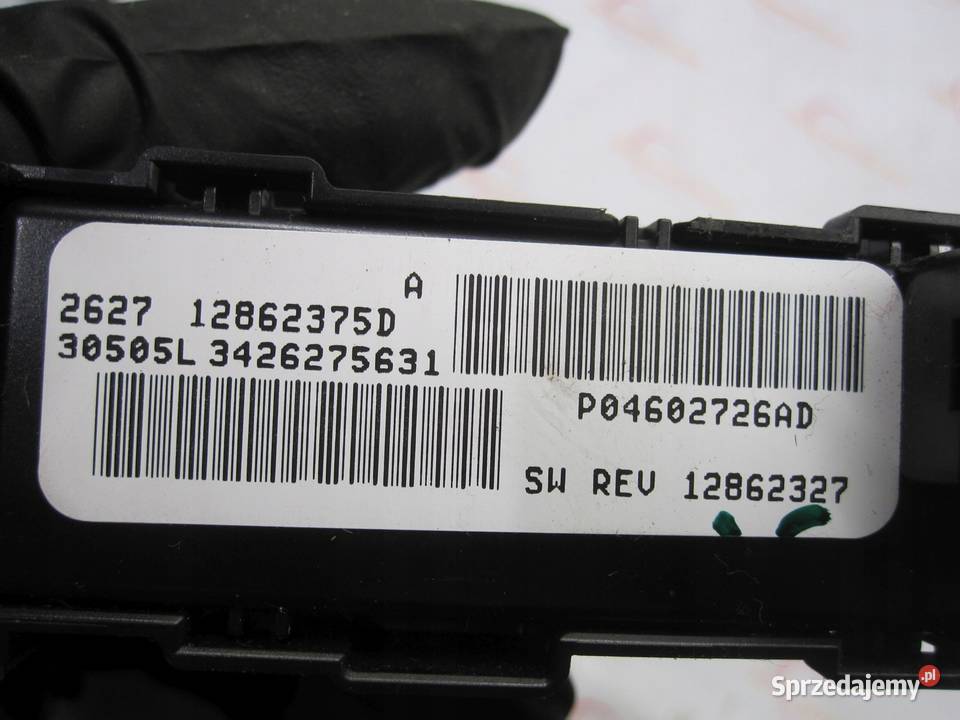 A
2627 12862375D
30505L 3426275631
P04602726AD
SW REV 12862327
Sprzedajemy.pl